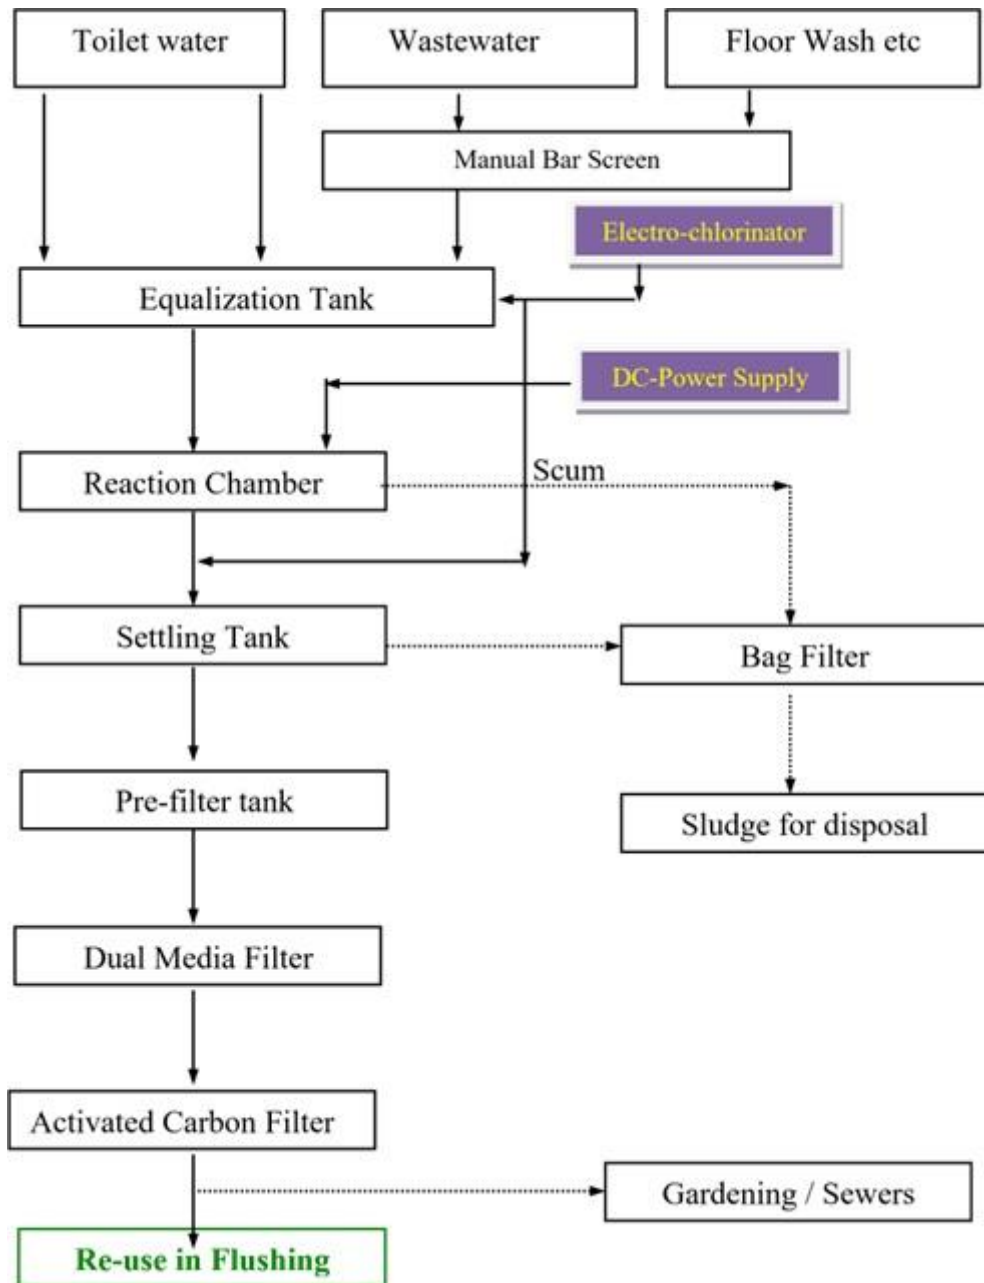 Toilet water
Wastewater
Floor Wash etc
Manual Bar Screen
Electro-chlorinator
Equalization Tank
DC-Power Supply
Reaction Chamber
Scum
Settling Tank
Bag Filter
Pre-filter tank
Sludge for disposal
Dual Media Filter
Activated Carbon Filter
Gardening / Sewers
Re-use in Flushing